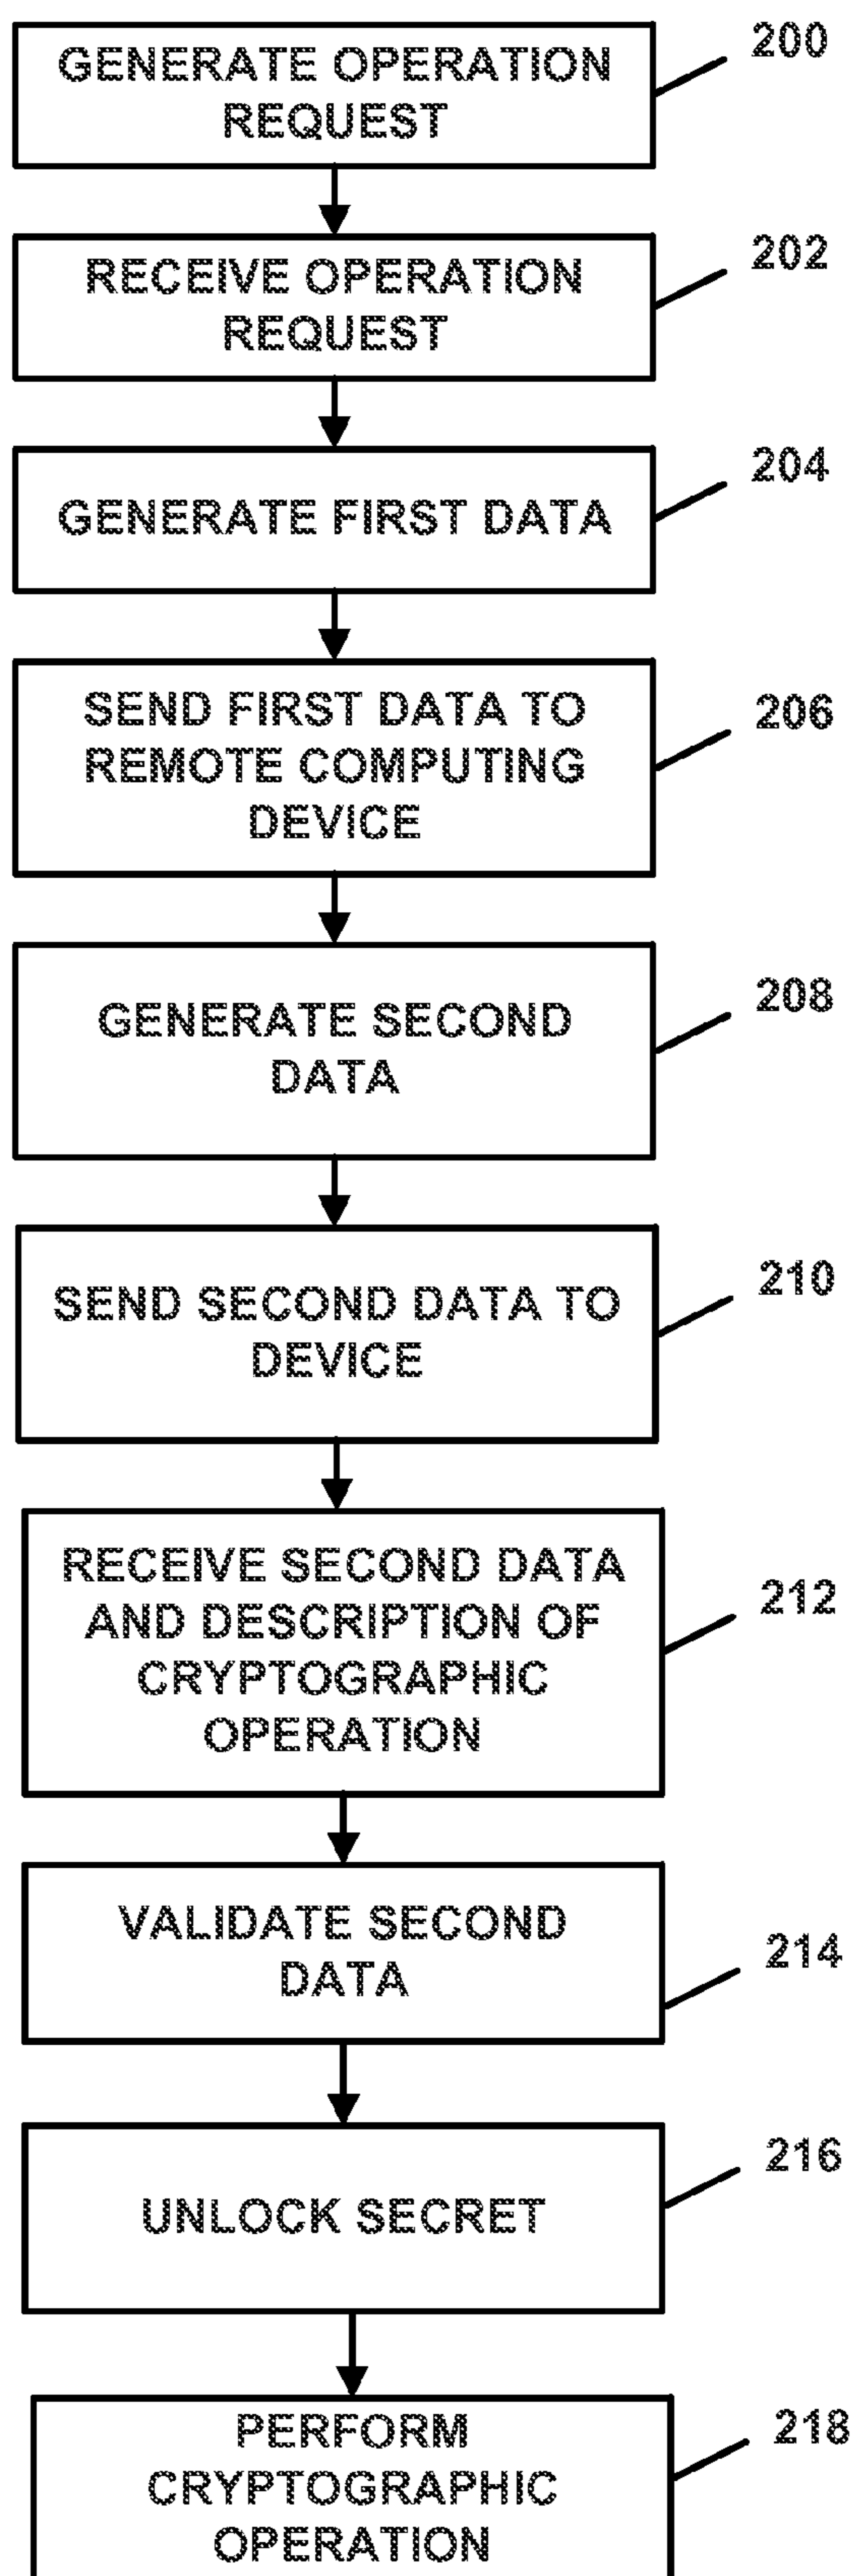 GENERATE OPERATION
REQUEST
200
RECEIVE OPERATION
REQUEST
202
GENERATE FIRST DATA
204
SEND FIRST DATA TO
REMOTE COMPUTING
DEVICE
206
GENERATE SECOND
DATA
208
SEND SECOND DATA TO
DEVICE
210
RECEIVE SECOND DATA
AND DESCRIPTION OF
CRYPTOGRAPHIC
OPERATION
212
VALIDATE SECOND
DATA
214
UNLOCK SECRET
216
PERFORM
CRYPTOGRAPHIC
OPERATION
218